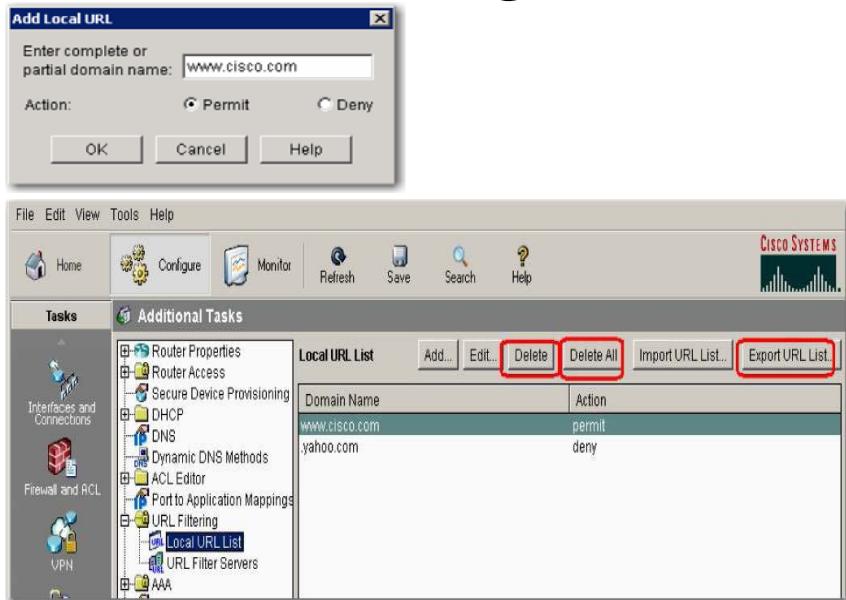 Add Local URL
Enter complete or
partial domain name: www.cisco.com
Action: Permit Deny
OK Cancel Help
File Edit View Tools Help
Home Configure Monitor Refresh Save Search Help
CISCO SYSTEMS
Tasks Additional Tasks
Router Properties
Router Access
Secure Device Provisioning
DHCP
DNS
Dynamic DNS Methods
ACL Editor
Port to Application Mappings
URL Filtering
Local URL List
URL Filter Servers
AAA
Interfaces and
Connections
Firewall and ACL
VPN
Local URL List Add... Edit... Delete Delete All Import URL List... Export URL List..
Domain Name Action
www.cisco.com permit
.yahoo.com deny